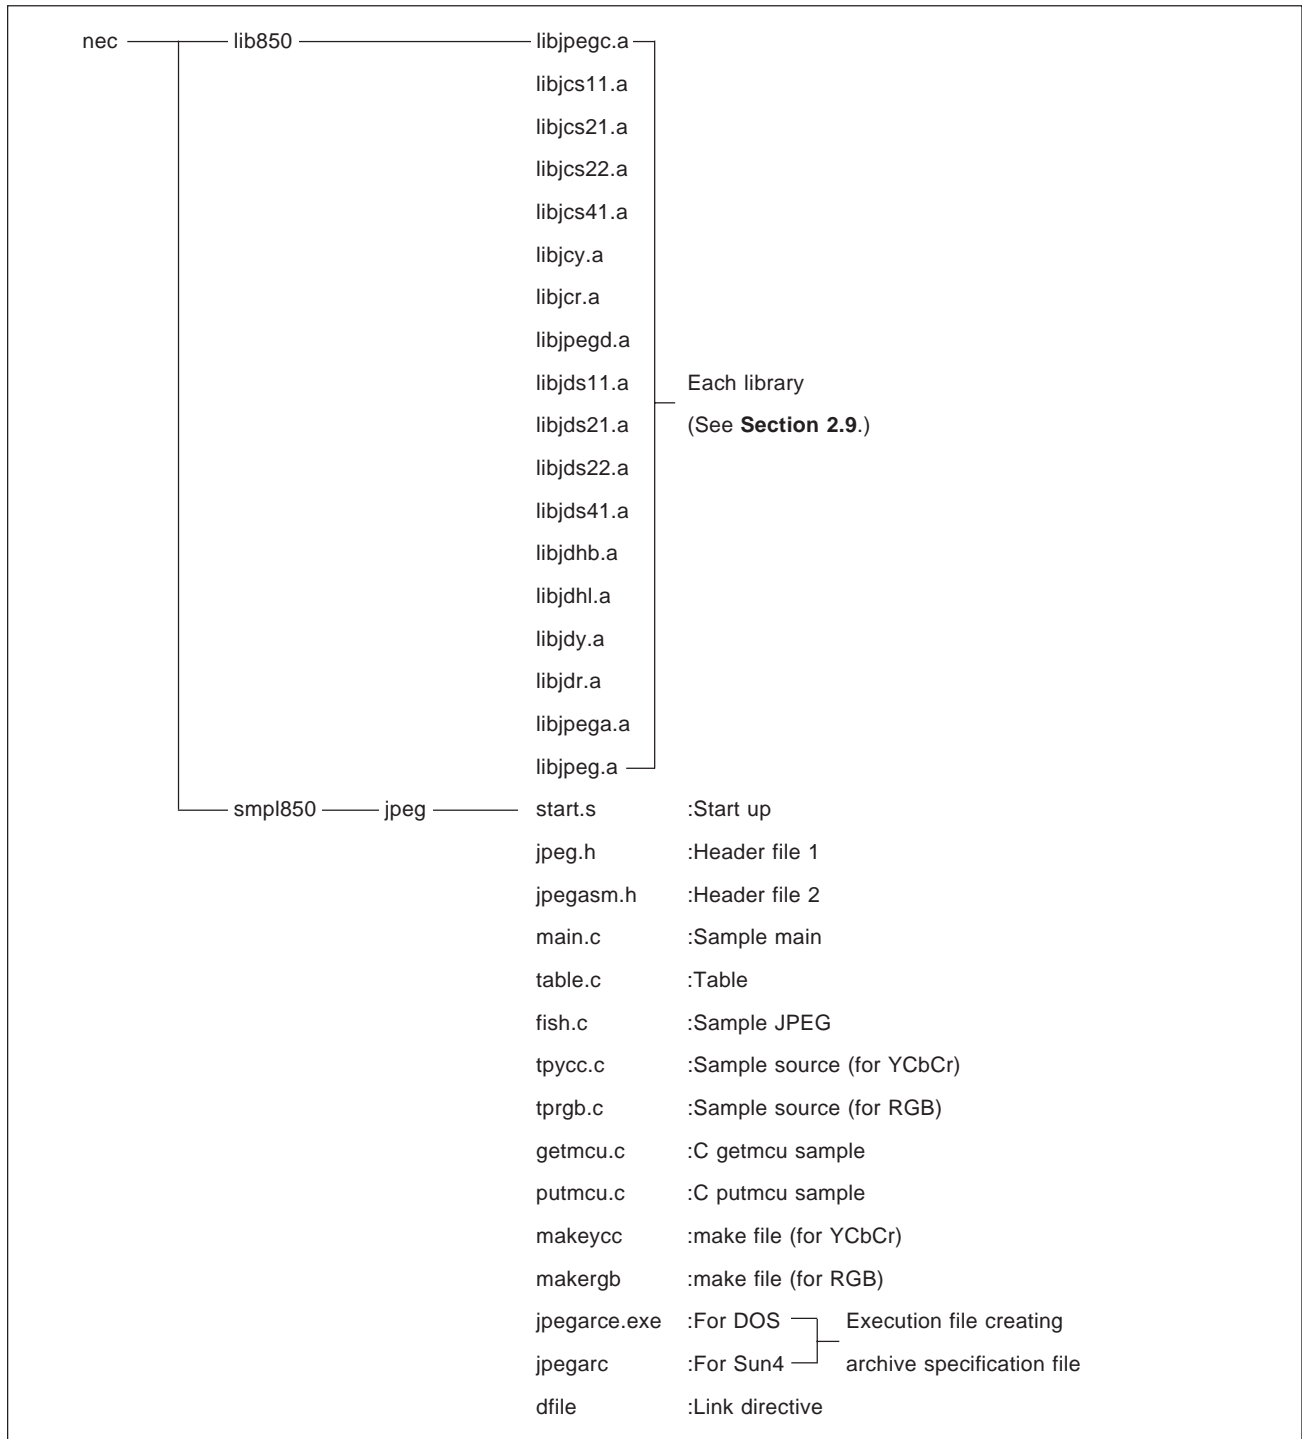 nec lib850 libjpegc.a
libjcs11.a
libjcs21.a
libjcs22.a
libjcs41.a
libjcy.a
libjcr.a
libjpegd.a
libjds11.a Each library
libjds21.a (See Section 2.9.)
libjds22.a
libjds41.a
libjdhb.a
libjdhl.a
libjdy.a
libjdr.a
libjpega.a
libjpeg.a
smpl850 jpeg start.s :Start up
jpeg.h :Header file 1
jpegasm.h :Header file 2
main.c :Sample main
table.c :Table
fish.c :Sample JPEG
tpycc.c :Sample source (for YCbCr)
tprgb.c :Sample source (for RGB)
getmcu.c :C getmcu sample
putmcu.c :C putmcu sample
makeycc :make file (for YCbCr)
makergb :make file (for RGB)
jpegarce.exe :For DOS Execution file creating
jpegarc :For Sun4 archive specification file
dfile :Link directive